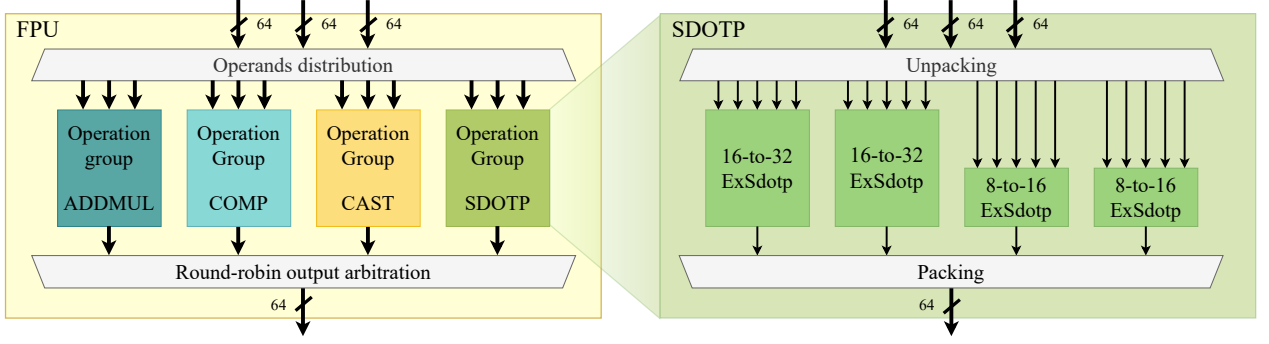 FPU
64
64
64
Operands distribution
Operation
group
ADDMUL
Operation
Group
COMP
Operation
Group
CAST
Operation
Group
SDOTP
Round-robin output arbitration
64
SDOTP
64
64
64
Unpacking
16-to-32
ExSdotp
16-to-32
ExSdotp
8-to-16
ExSdotp
8-to-16
ExSdotp
Packing
64